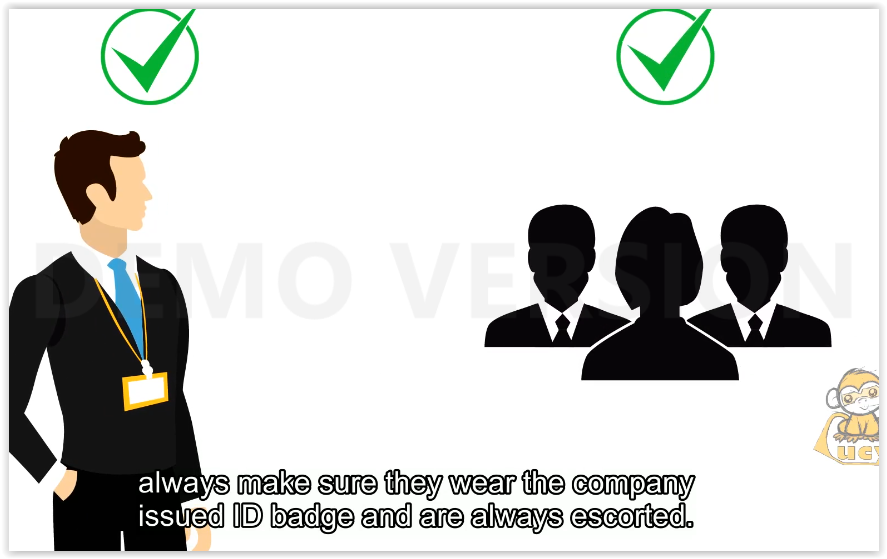 DEMO VERSION
always make sure they wear the company
issued ID badge and are always escorted.